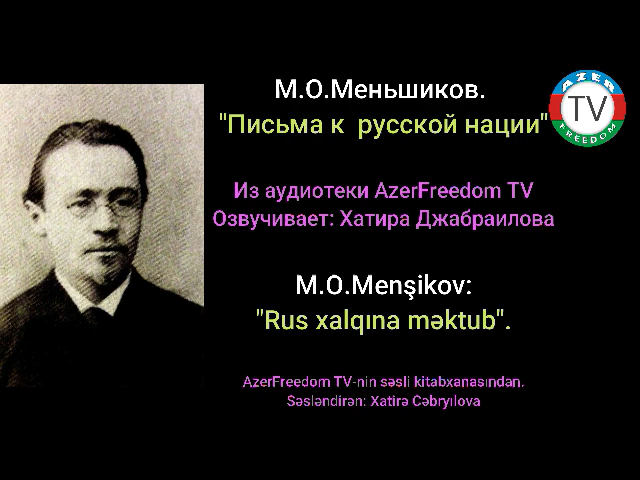 М.О.Меньшиков.
"Письма к русской нации"
AZER
TV
FREEDOM
Из аудиотеки AzerFreedom TV
Озвучивает: Хатира Джабраилова
M.O.Menşikov:
"Rus xalqına məktub".
AzerFreedom TV-nin səsli kitabxanasından.
Səsləndirən: Xatirə Cəbryılova